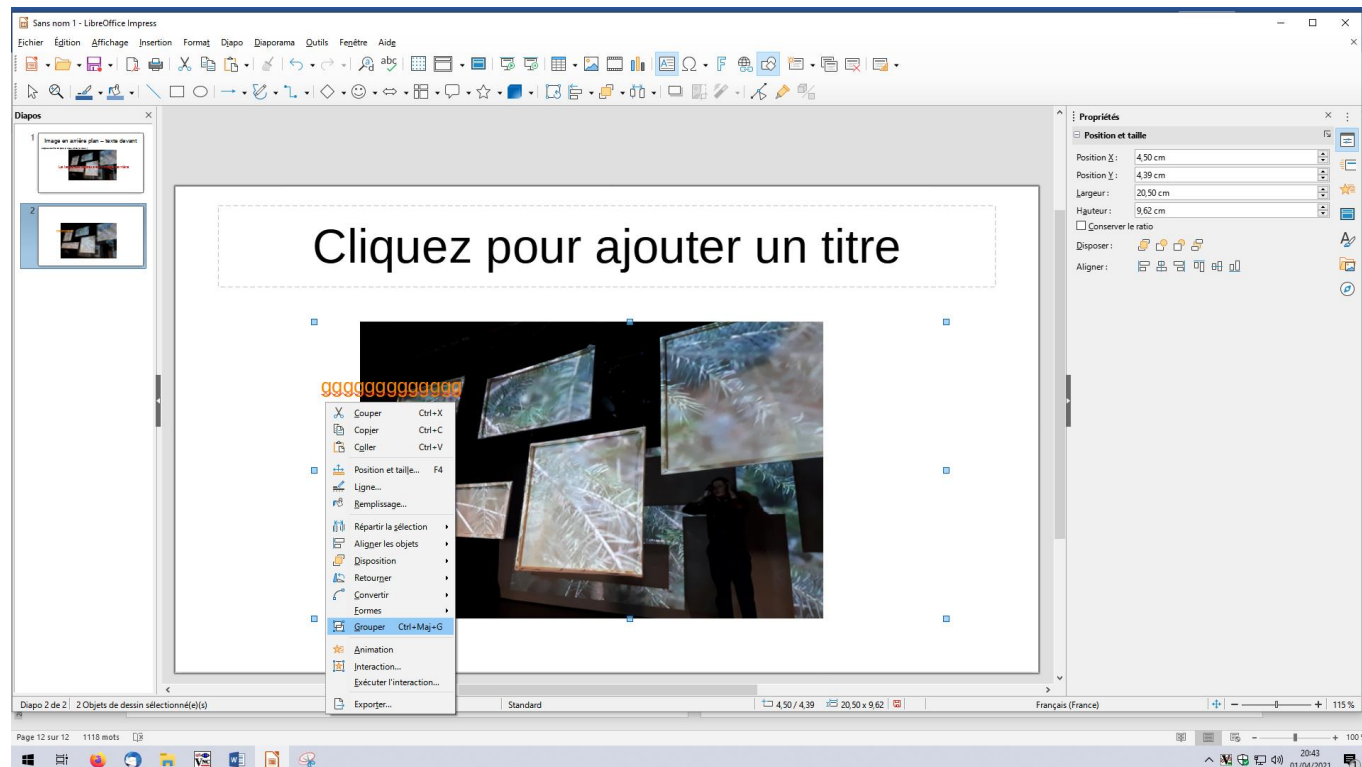 Sans nom 1 - LibreOffice Impress
Fichier Édition Affichage Insertion Format Djapo Diaporama Outils Fenêtre Aide
Diapos
Propriétés
1
Image en arrière plan – texte devant
Position et taille
Position X : 4,50 cm
Position Y : 4,39 cm
Largeur : 20,50 cm
Hauteur : 9,62 cm
Conserver le ratio
Disposer :
Aligner :
2
Cliquez pour ajouter un titre
ggggggggggggg
Couper Ctrl+X
Copier Ctrl+C
Coller Ctrl+V
Position et taille... F4
Ligne...
Remplissage...
Répartir la sélection
Aligner les objets
Disposition
Retourner
Convertir
Formes
Grouper Ctrl+Maj+G
Animation
Interaction...
Exécuter l'interaction...
Exporter...
Diapo 2 de 2 2 Objets de dessin sélectionné(e)(s) Standard 4,50 / 4,39 20,50 x 9,62 Français (France) 115 %
Page 12 sur 12 1118 mots 100
20:43
01/04/2021